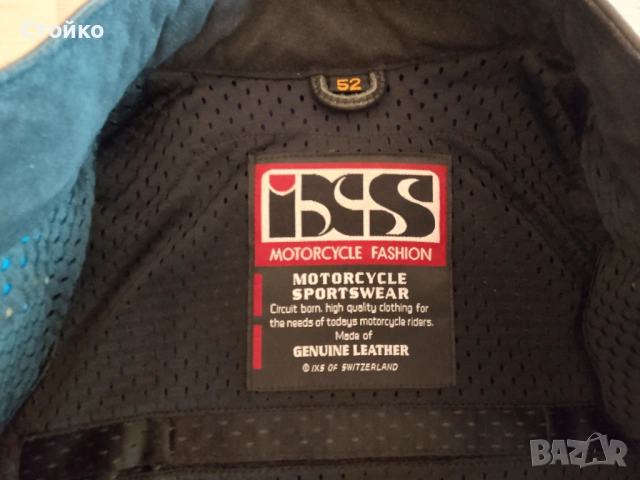 Стойко
52
iXS
MOTORCYCLE FASHION
MOTORCYCLE
SPORTSWEAR
Circuit born, high quality clothing for
the needs of todays motorcycle riders.
Made of
GENUINE LEATHER
© IXS OF SWITZERLAND
BAZAR